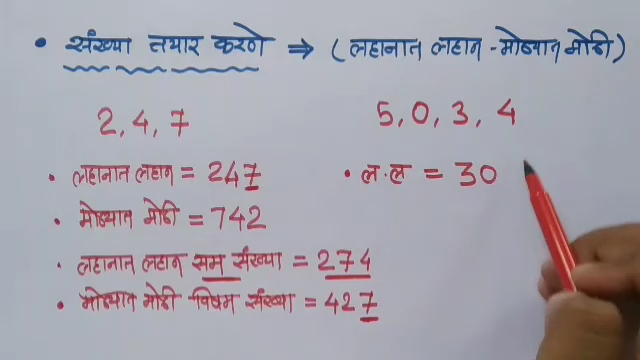 • संख्या तयार करणे ⇒ (लहानात लहान - मोठ्यात मोठी)
2, 4, 7
• लहानात लहान = 247
• मोठ्यात मोठी = 742
• लहानात लहान सम संख्या = 274
• मोठ्यात मोठी विषम संख्या = 427
5, 0, 3, 4
• ल.ल = 30